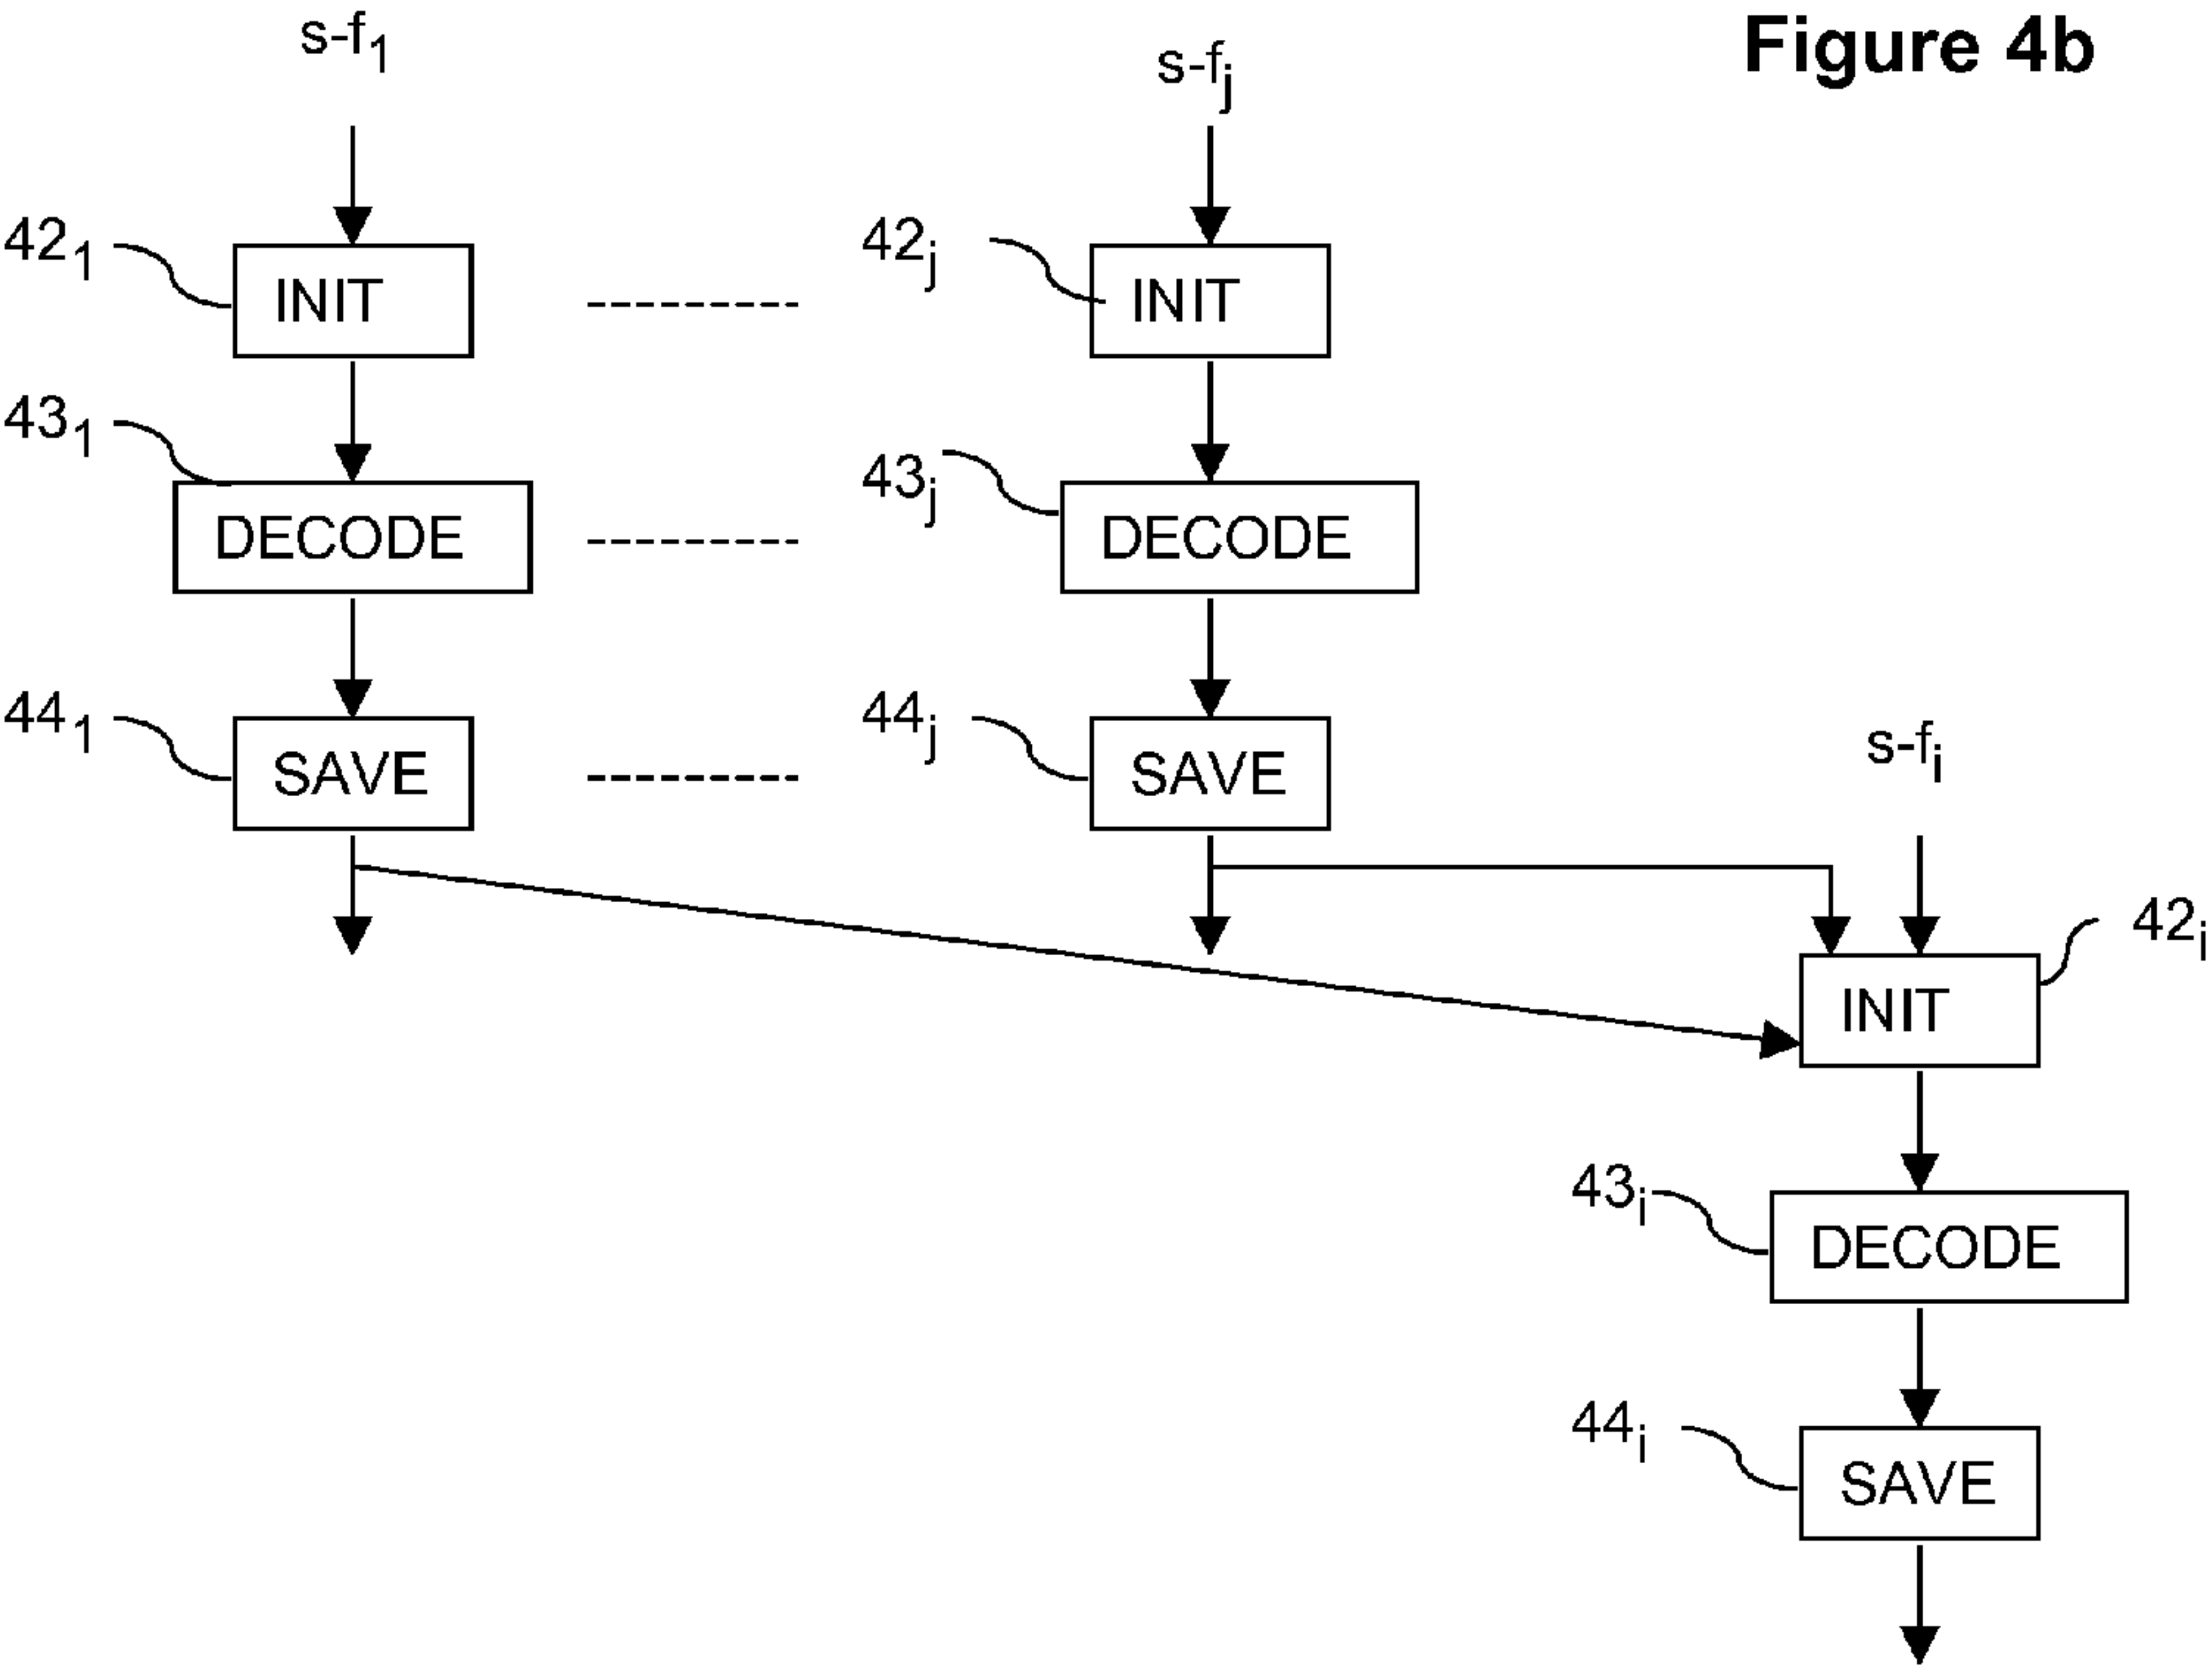 Figure 4b
s-f1
s-fj
421
INIT
42j
INIT
431
DECODE
43j
DECODE
441
SAVE
44j
SAVE
s-fi
42i
INIT
43i
DECODE
44i
SAVE